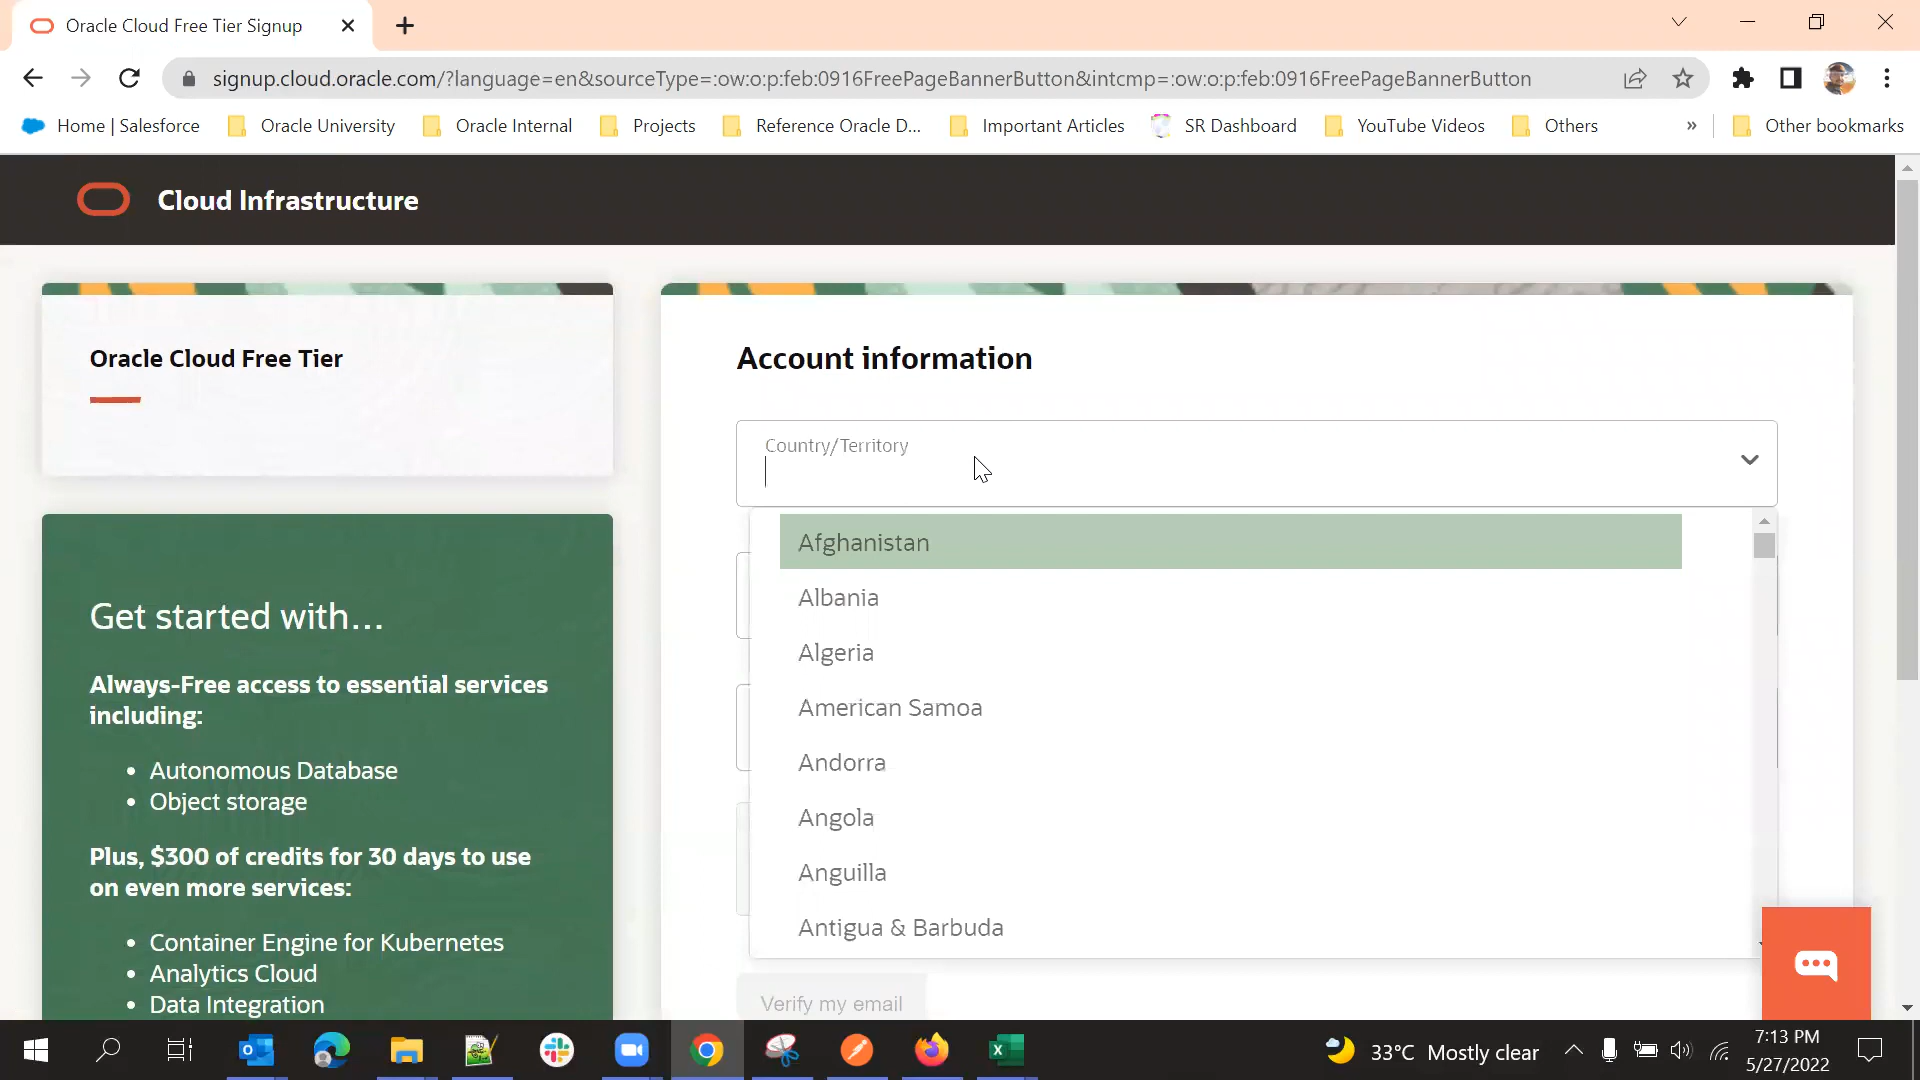 Oracle Cloud Free Tier Signup
signup.cloud.oracle.com/?language=en&sourceType=:ow:o:p:feb:0916FreePageBannerButton&intcmp=:ow:o:p:feb:0916FreePageBannerButton
Home | Salesforce Oracle University Oracle Internal Projects Reference Oracle D... Important Articles SR Dashboard YouTube Videos Others » Other bookmarks
Cloud Infrastructure
Oracle Cloud Free Tier
Get started with...
Always-Free access to essential services
including:
• Autonomous Database
• Object storage
Plus, $300 of credits for 30 days to use
on even more services:
• Container Engine for Kubernetes
• Analytics Cloud
• Data Integration
Account information
Country/Territory
Afghanistan
Albania
Algeria
American Samoa
Andorra
Angola
Anguilla
Antigua & Barbuda
Verify my email
33°C Mostly clear
7:13 PM
5/27/2022